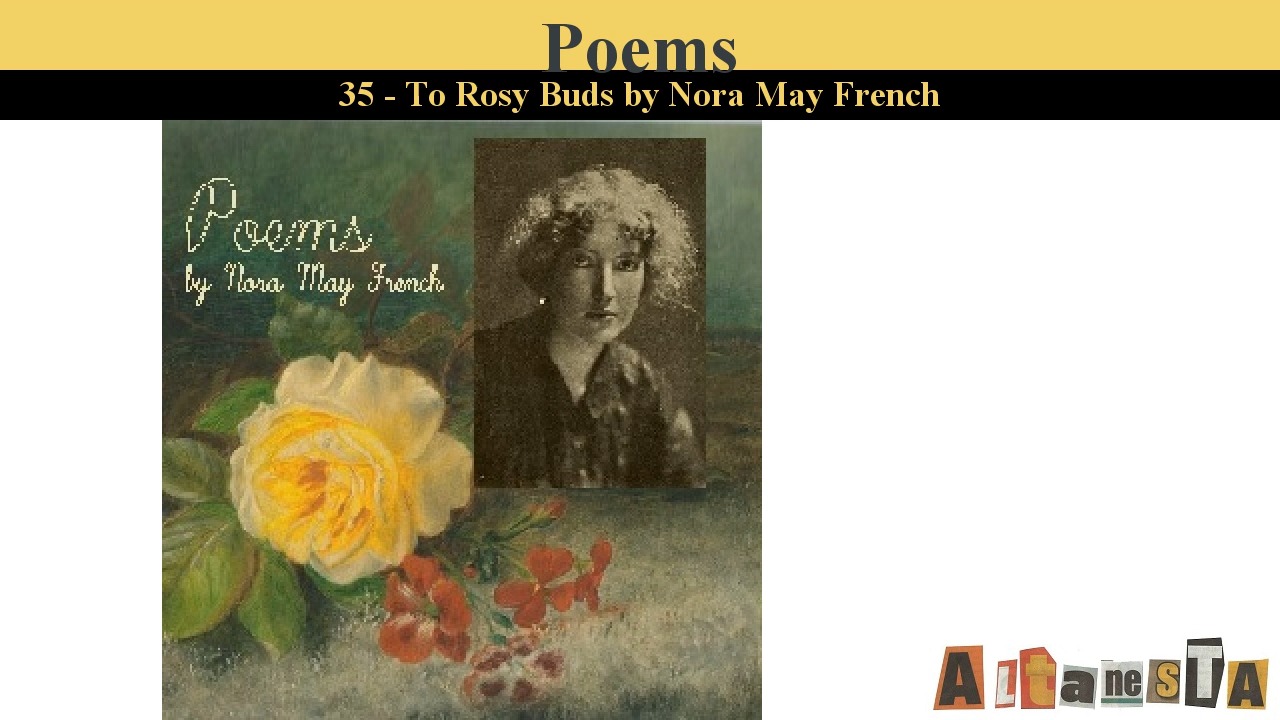 Poems
35 - To Rosy Buds by Nora May French
Poems
by Nora May French
AltanesTA